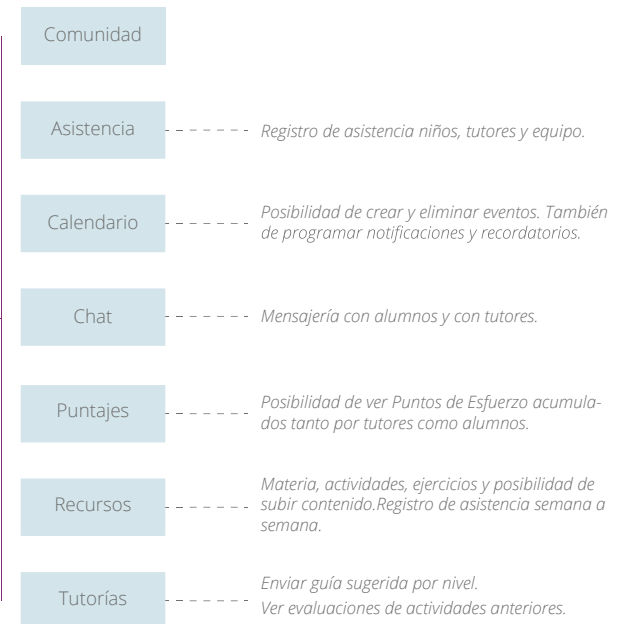 Comunidad
Asistencia
Registro de asistencia niños, tutores y equipo.
Calendario
Posibilidad de crear y eliminar eventos. También
de programar notificaciones y recordatorios.
Chat
Mensajería con alumnos y con tutores.
Puntajes
Posibilidad de ver Puntos de Esfuerzo acumula-
dos tanto por tutores como alumnos.
Recursos
Materia, actividades, ejercicios y posibilidad de
subir contenido.Registro de asistencia semana a
semana.
Tutorías
Enviar guía sugerida por nivel.
Ver evaluaciones de actividades anteriores.